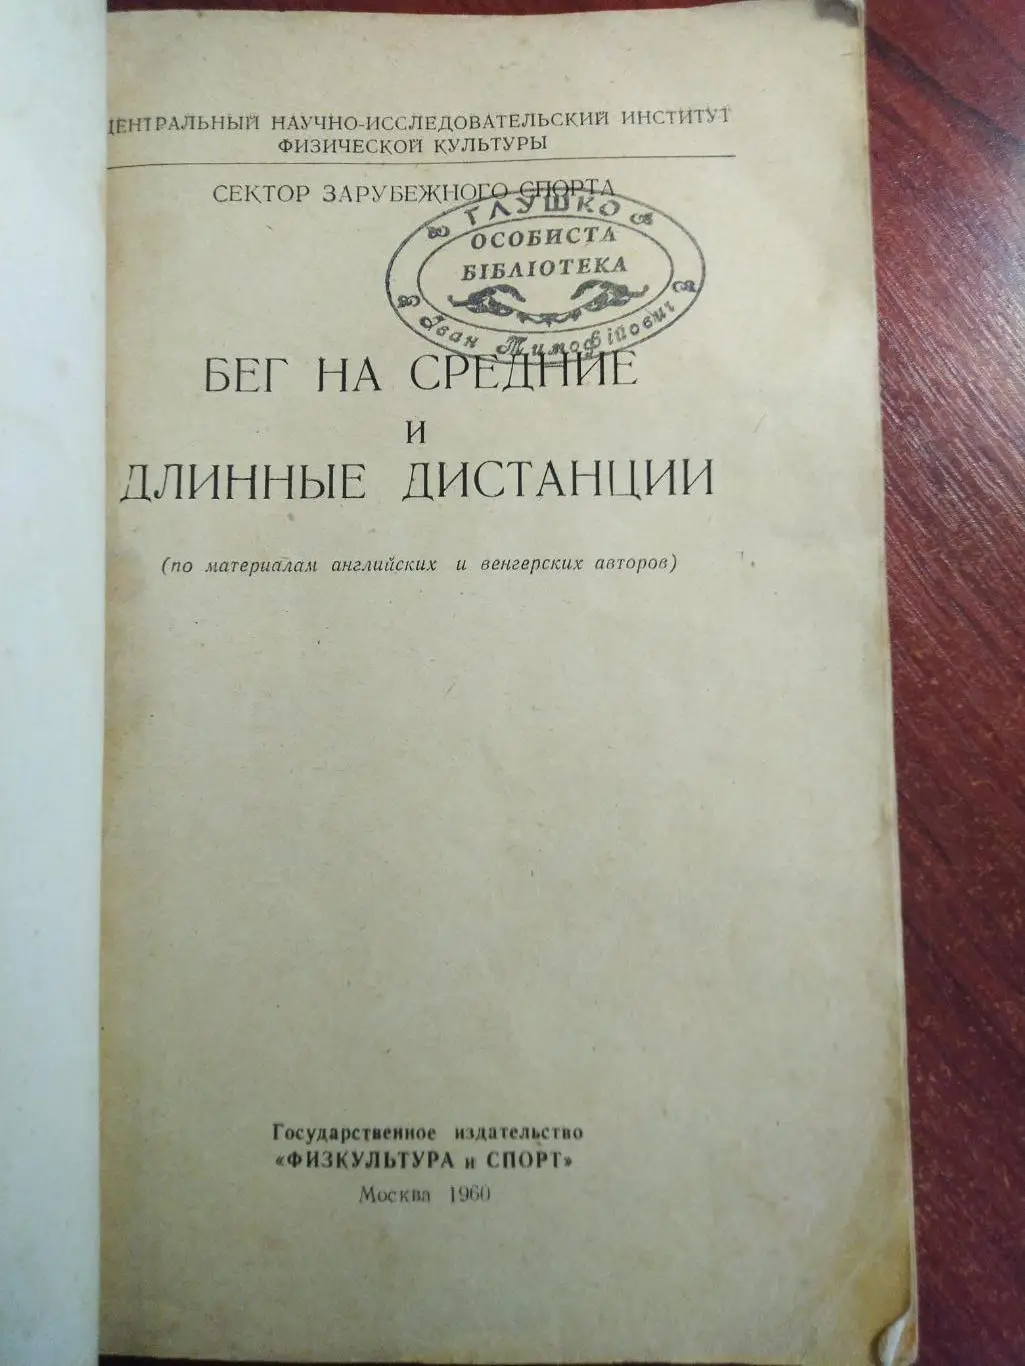 ЦЕНТРАЛЬНЫЙ НАУЧНО-ИССЛЕДОВАТЕЛЬСКИЙ ИНСТИТУТ
ФИЗИЧЕСКОЙ КУЛЬТУРЫ
СЕКТОР ЗАРУБЕЖНОГО СПОРТА
ГЛУШКО
ОСОБИСТА
БІБЛІОТЕКА
Іван Тимофійович
БЕГ НА СРЕДНИЕ
И
ДЛИННЫЕ ДИСТАНЦИИ
(по материалам английских и венгерских авторов)
Государственное издательство
«ФИЗКУЛЬТУРА и СПОРТ»
Москва 1960